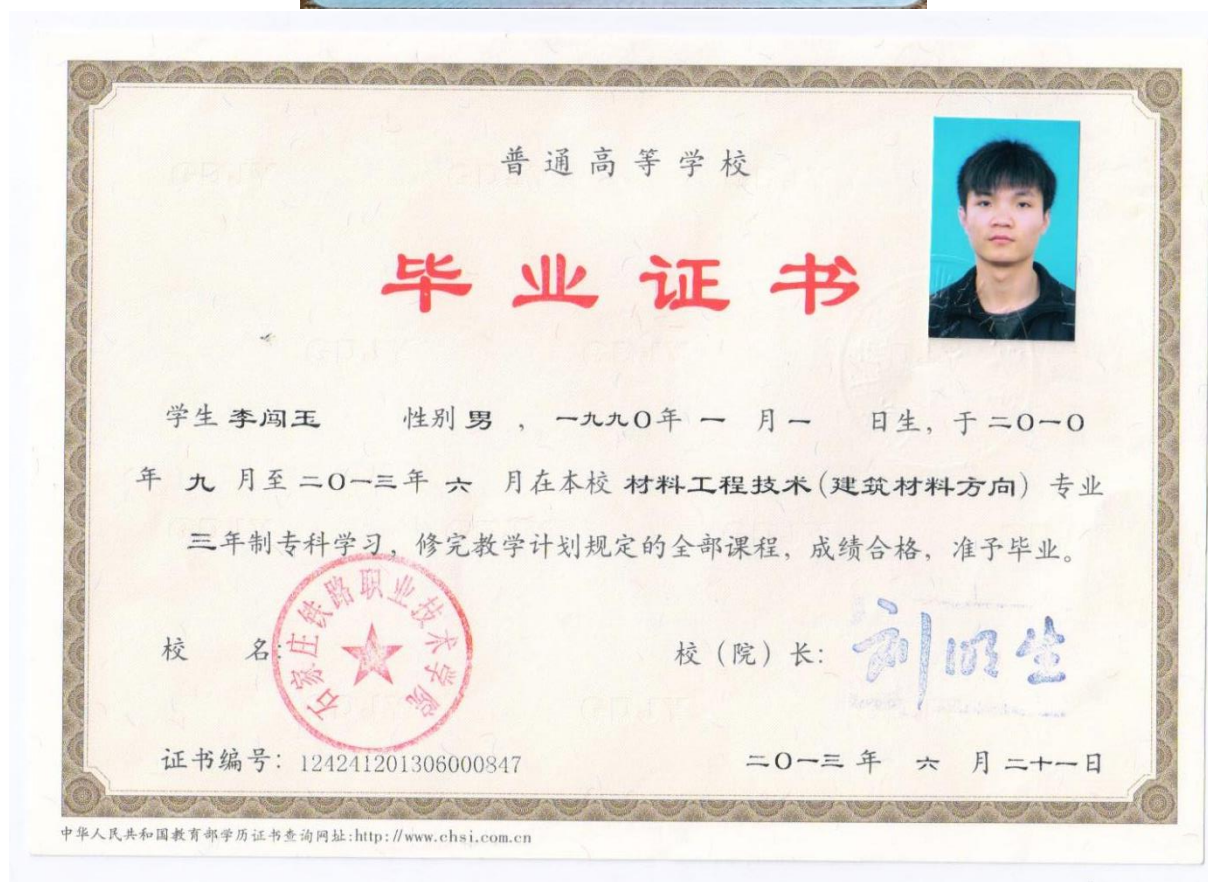 普通高等学校
毕业证书
学生 李闯玉 性别 男 ，一九九〇年 一 月 一 日生，于 二〇一〇
年 九 月至 二〇一三年 六 月在本校 材料工程技术(建筑材料方向) 专业
三年制专科学习，修完教学计划规定的全部课程，成绩合格，准予毕业。
石家庄铁路职业技术学院
校 名:
校（院）长: 刘明生
证书编号: 124241201306000847
二〇一三 年 六 月 二十一日
中华人民共和国教育部学历证书查询网址:http://www.chsi.com.cn